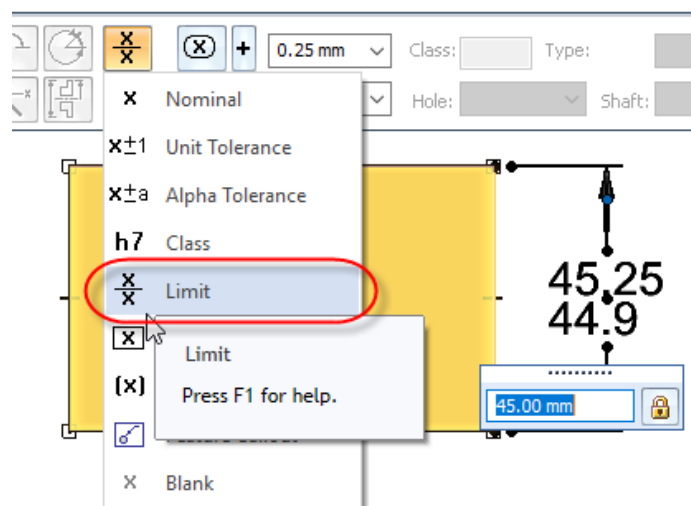 x
x
(x)
+
0.25 mm
Class:
Type:
Hole:
Shaft:
x Nominal
x±1 Unit Tolerance
x±a Alpha Tolerance
h7 Class
x
x
Limit
x
(x)
Limit
Press F1 for help.
x Blank
45.25
44.9
45.00 mm